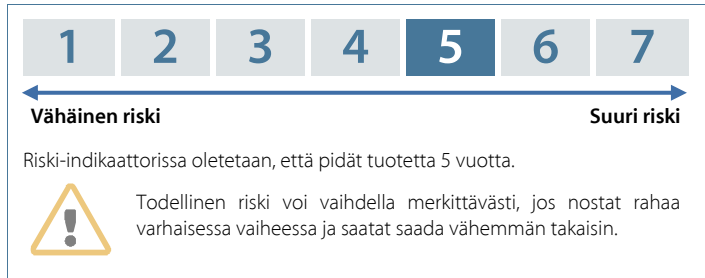 1 2 3 4 5 6 7
Vähäinen riski Suuri riski
Riski-indikaattorissa oletetaan, että pidät tuotetta 5 vuotta.
Todellinen riski voi vaihdella merkittävästi, jos nostat rahaa
varhaisessa vaiheessa ja saatat saada vähemmän takaisin.